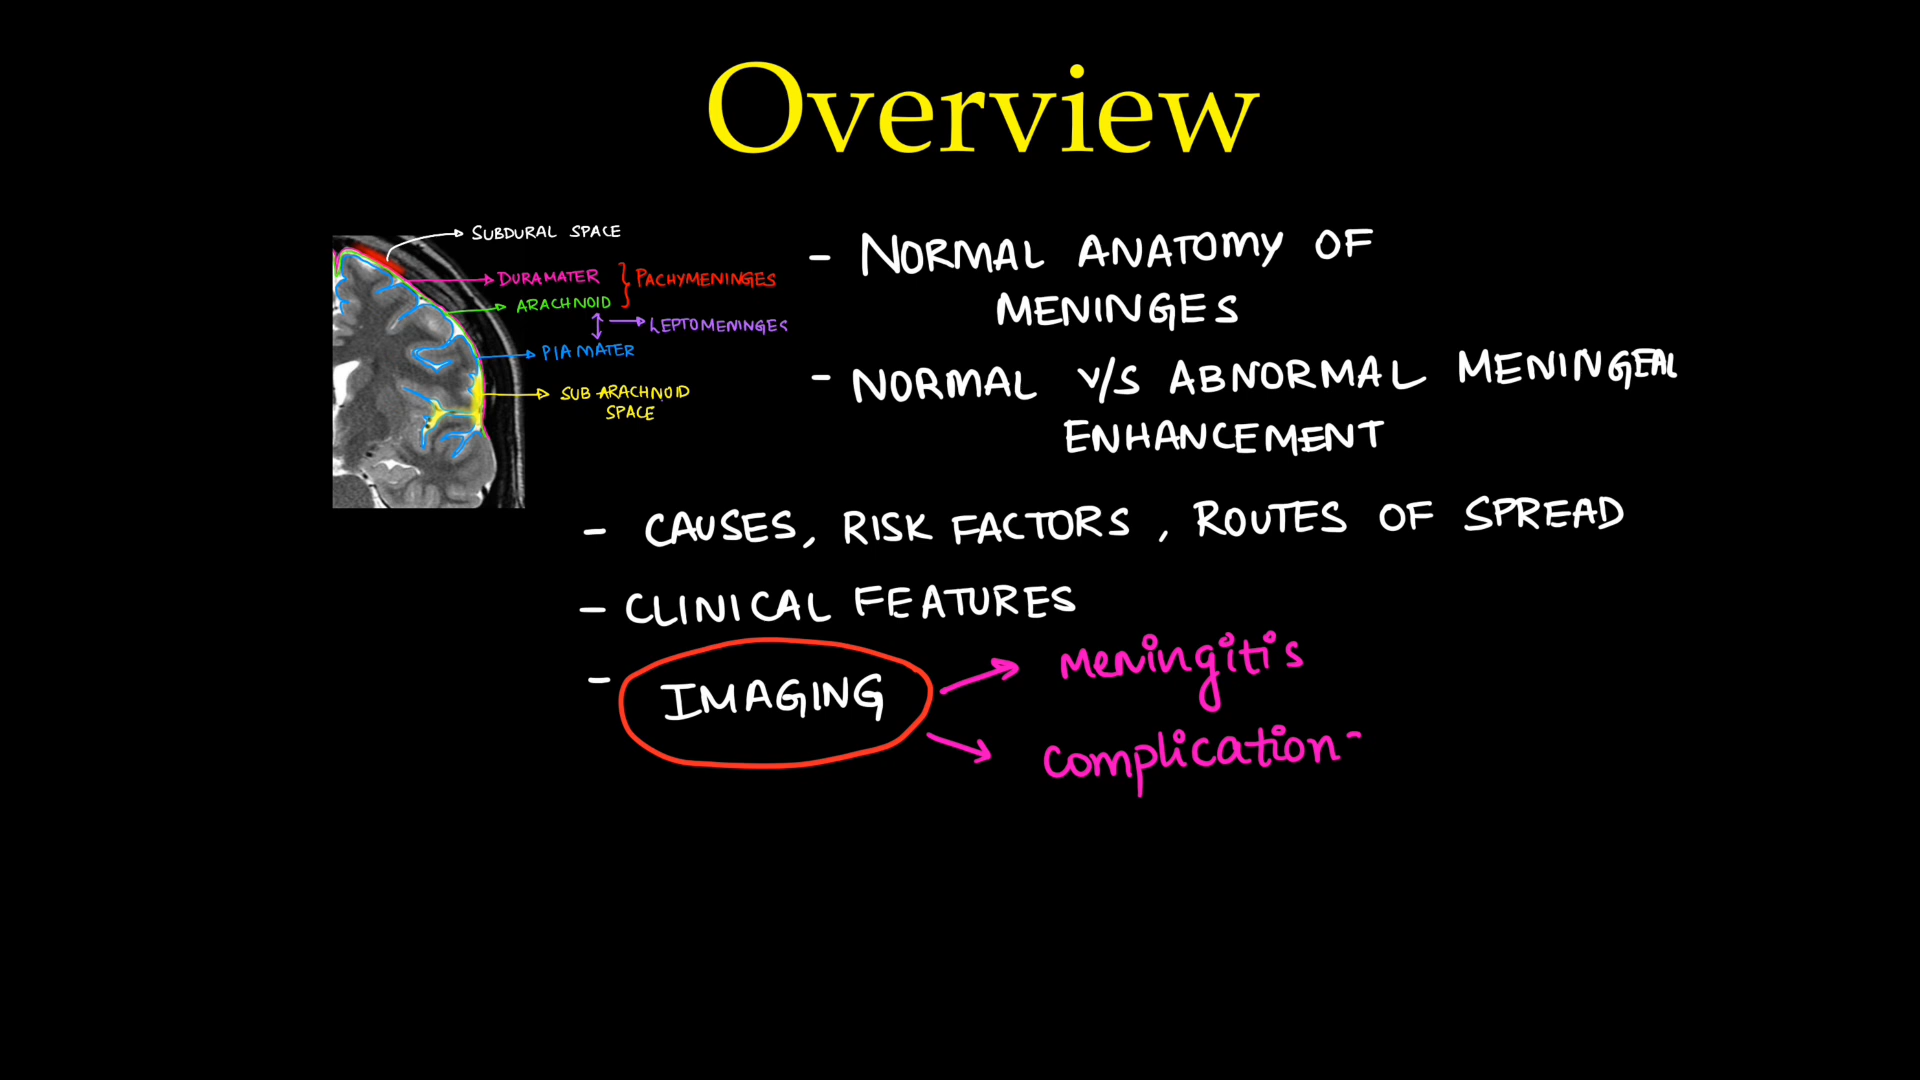 Overview
SUBDURAL SPACE
DURAMATER } PACHYMENINGES
ARACHNOID
LEPTOMENINGES
PIA MATER
SUB ARACHNOID
SPACE
- NORMAL ANATOMY OF
MENINGES
- NORMAL V/S ABNORMAL MENINGEAL
ENHANCEMENT
- CAUSES, RISK FACTORS, ROUTES OF SPREAD
- CLINICAL FEATURES
- IMAGING
Meningitis
Complication